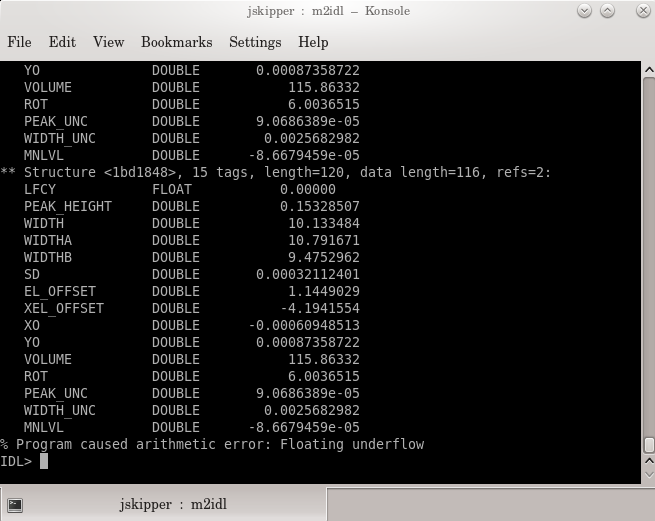 jskipper : m2idl – Konsole
File Edit View Bookmarks Settings Help
YO DOUBLE 0.00087358722
VOLUME DOUBLE 115.86332
ROT DOUBLE 6.0036515
PEAK_UNC DOUBLE 9.0686389e-05
WIDTH_UNC DOUBLE 0.0025682982
MNLVL DOUBLE -8.6679459e-05
** Structure <1bd1848>, 15 tags, length=120, data length=116, refs=2:
LFCY FLOAT 0.00000
PEAK_HEIGHT DOUBLE 0.15328507
WIDTH DOUBLE 10.133484
WIDTHA DOUBLE 10.791671
WIDTHB DOUBLE 9.4752962
SD DOUBLE 0.00032112401
EL_OFFSET DOUBLE 1.1449029
XEL_OFFSET DOUBLE -4.1941554
XO DOUBLE -0.00060948513
YO DOUBLE 0.00087358722
VOLUME DOUBLE 115.86332
ROT DOUBLE 6.0036515
PEAK_UNC DOUBLE 9.0686389e-05
WIDTH_UNC DOUBLE 0.0025682982
MNLVL DOUBLE -8.6679459e-05
% Program caused arithmetic error: Floating underflow
IDL>
jskipper : m2idl